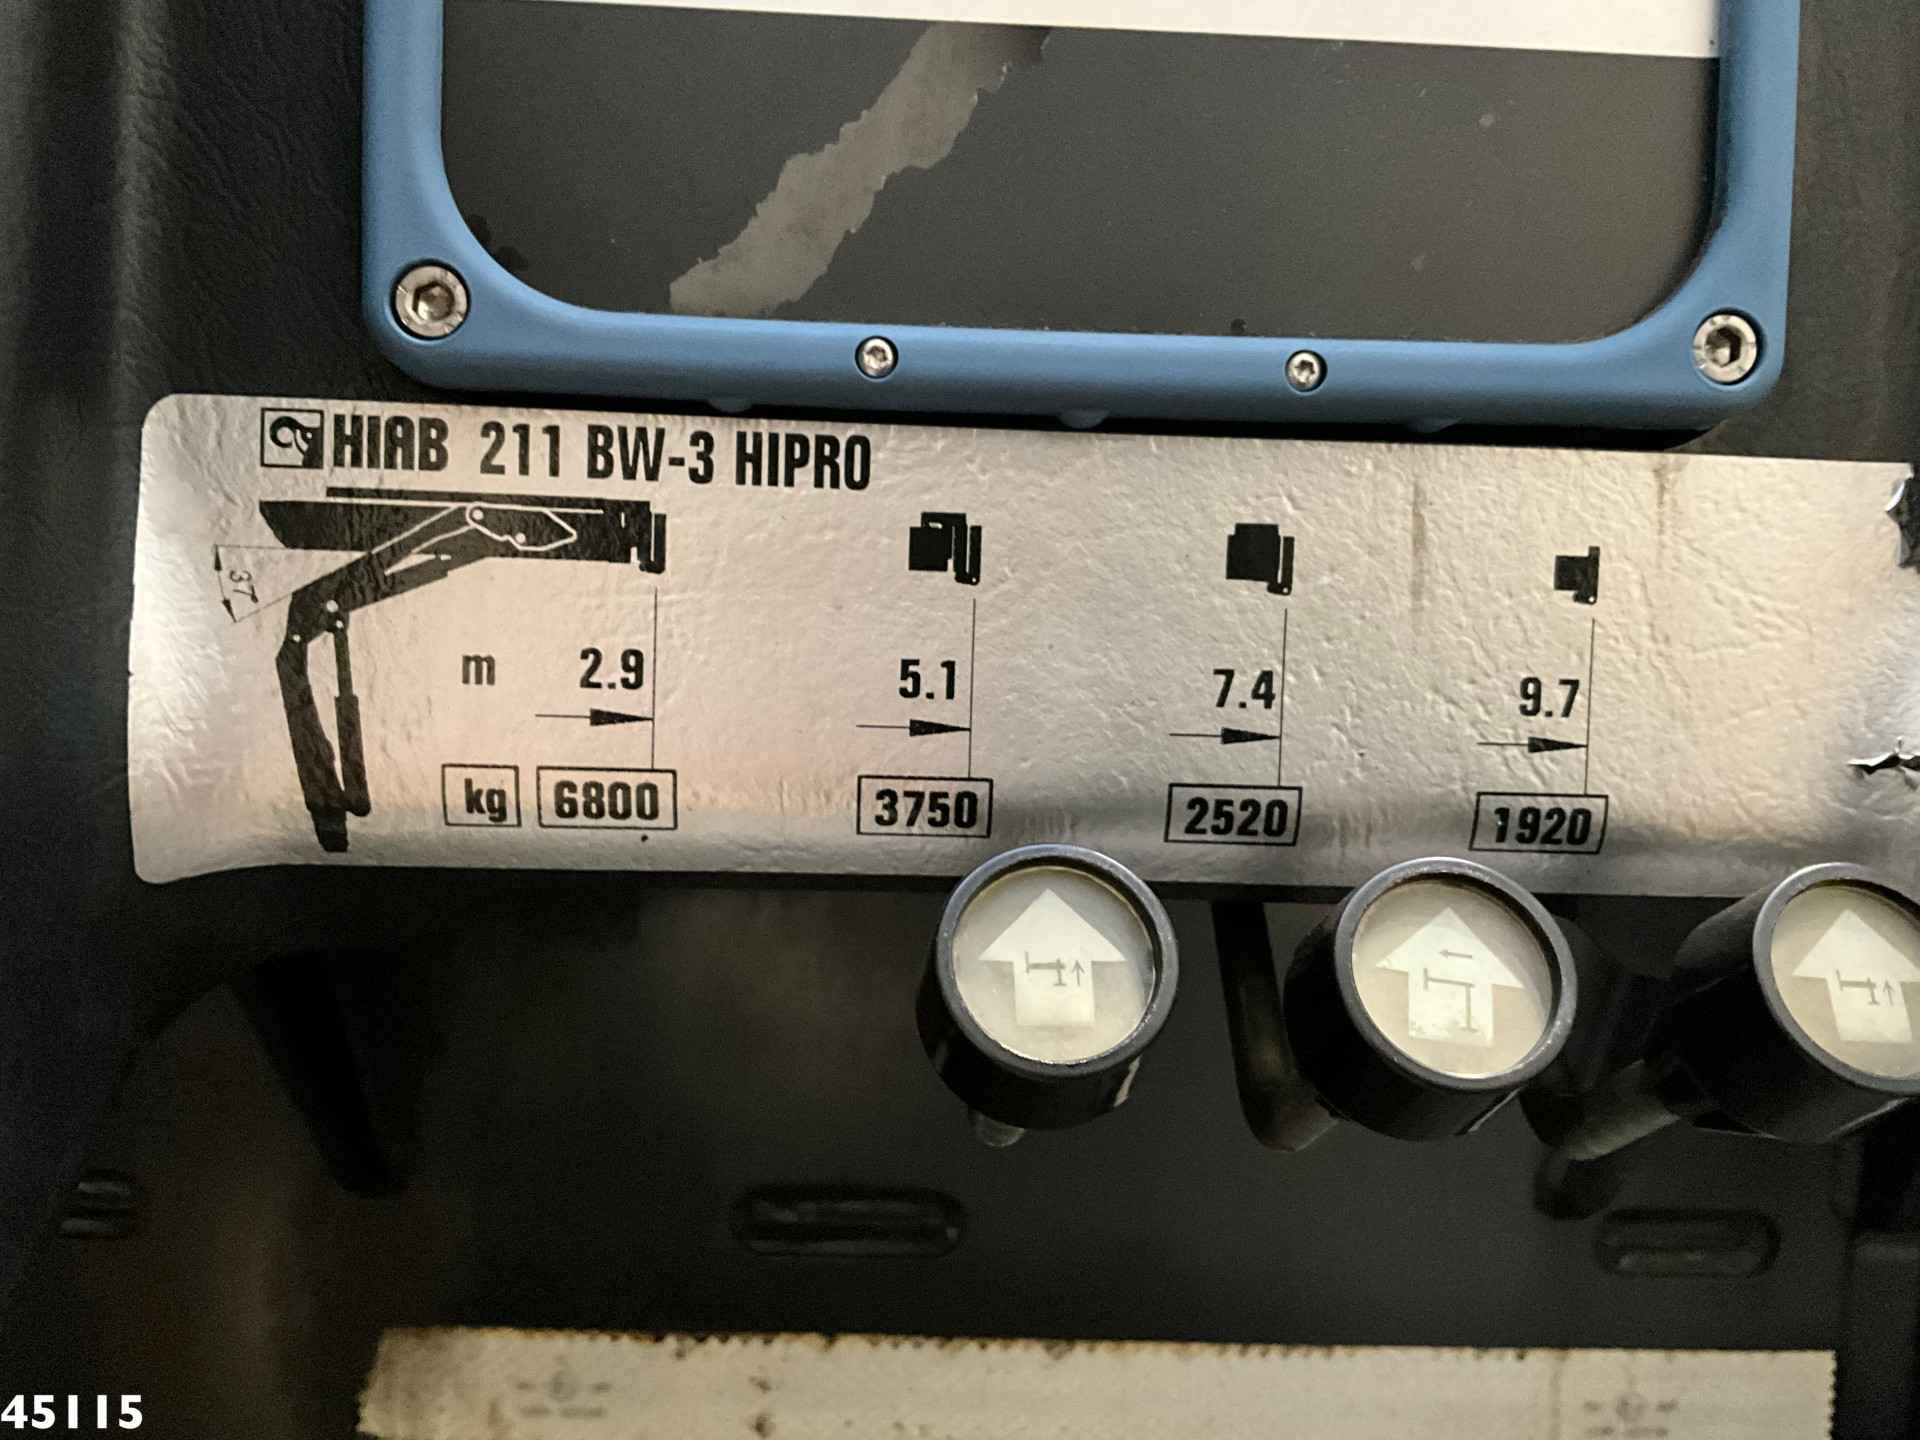 HIAB 211 BW-3 HIPRO
37°
m 2.9 5.1 7.4 9.7
kg 6800 3750 2520 1920
45115